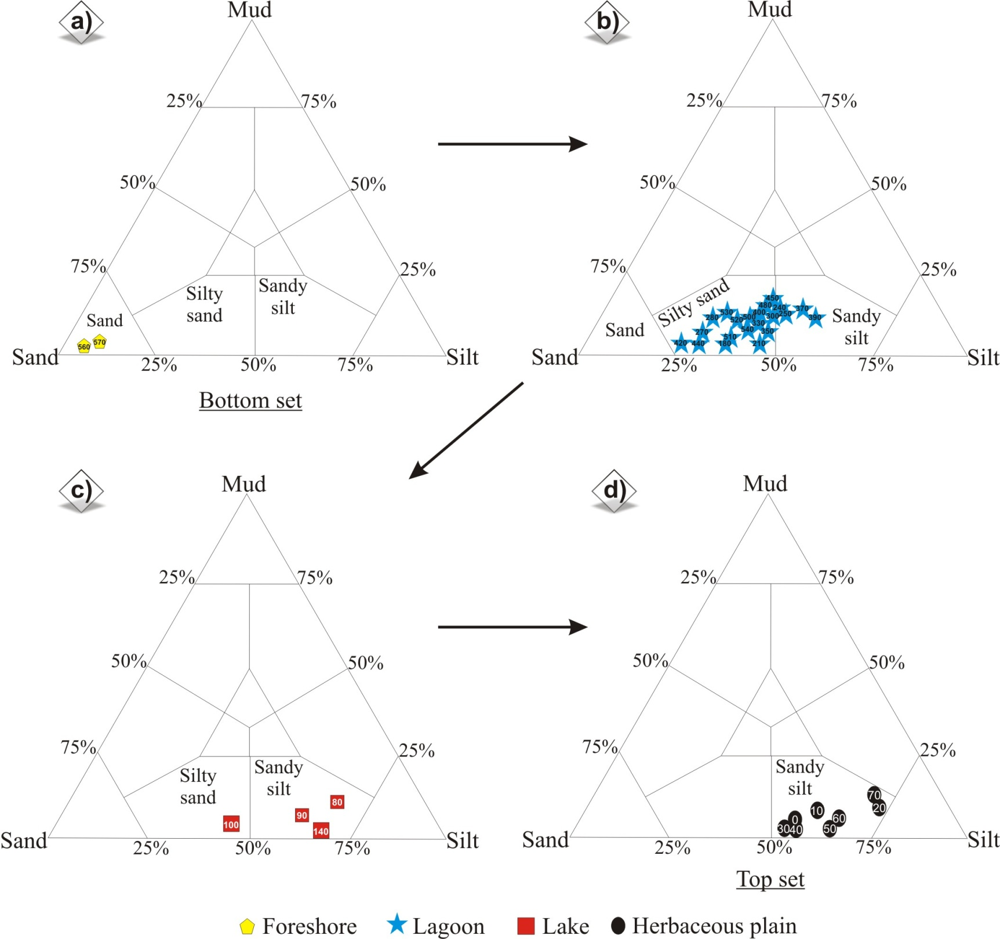 a)
Mud
25%
75%
50%
50%
75%
25%
Silty
sand
Sandy
silt
Sand
560
570
Sand
Silt
25%
50%
75%
Bottom set
b)
Mud
25%
75%
50%
50%
75%
25%
Silty sand
Sand
Sandy
silt
450
480
240
370
530
400
250
280
520
500
300
390
330
540
350
270
510
420
440
180
210
Sand
Silt
25%
50%
75%
c)
Mud
25%
75%
50%
50%
75%
25%
Silty
sand
Sandy
silt
80
90
100
140
Sand
Silt
25%
50%
75%
d)
Mud
25%
75%
50%
50%
75%
25%
Sandy
silt
70
20
10
0
60
30
40
50
Sand
Silt
25%
50%
75%
Top set
Foreshore
Lagoon
Lake
Herbaceous plain